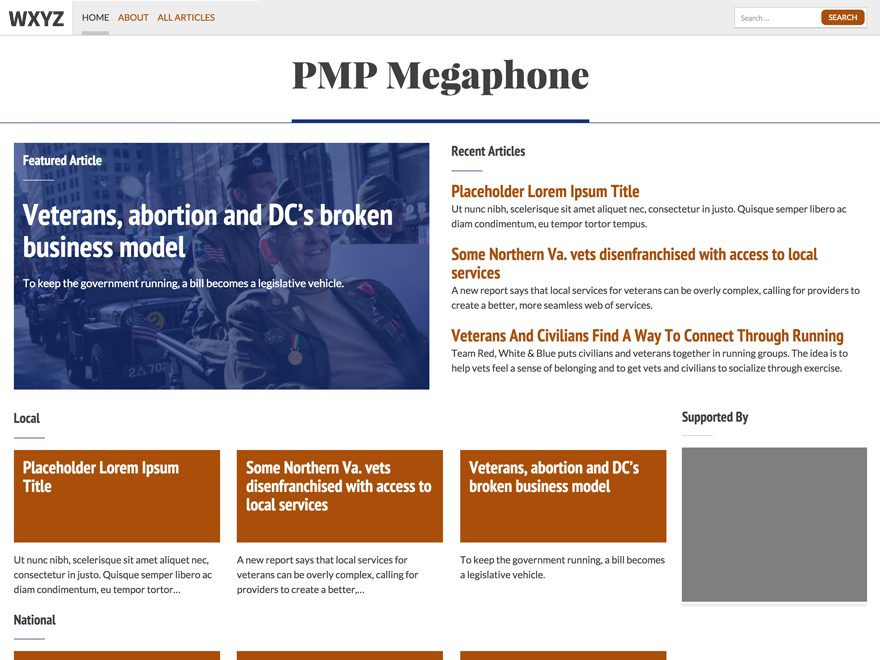 WXYZ
HOME ABOUT ALL ARTICLES
Search ...
SEARCH
PMP Megaphone
Featured Article
Veterans, abortion and DC's broken
business model
To keep the government running, a bill becomes a legislative vehicle.
Recent Articles
Placeholder Lorem Ipsum Title
Ut nunc nibh, scelerisque sit amet aliquet nec, consectetur in justo. Quisque semper libero ac
diam condimentum, eu tempor tortor tempus.
Some Northern Va. vets disenfranchised with access to local
services
A new report says that local services for veterans can be overly complex, calling for providers to
create a better, more seamless web of services.
Veterans And Civilians Find A Way To Connect Through Running
Team Red, White & Blue puts civilians and veterans together in running groups. The idea is to
help vets feel a sense of belonging and to get vets and civilians to socialize through exercise.
Local
Placeholder Lorem Ipsum
Title
Ut nunc nibh, scelerisque sit amet aliquet nec,
consectetur in justo. Quisque semper libero ac
diam condimentum, eu tempor tortor...
Some Northern Va. vets
disenfranchised with access to
local services
A new report says that local services for
veterans can be overly complex, calling for
providers to create a better,...
Veterans, abortion and DC's
broken business model
To keep the government running, a bill becomes
a legislative vehicle.
Supported By
National